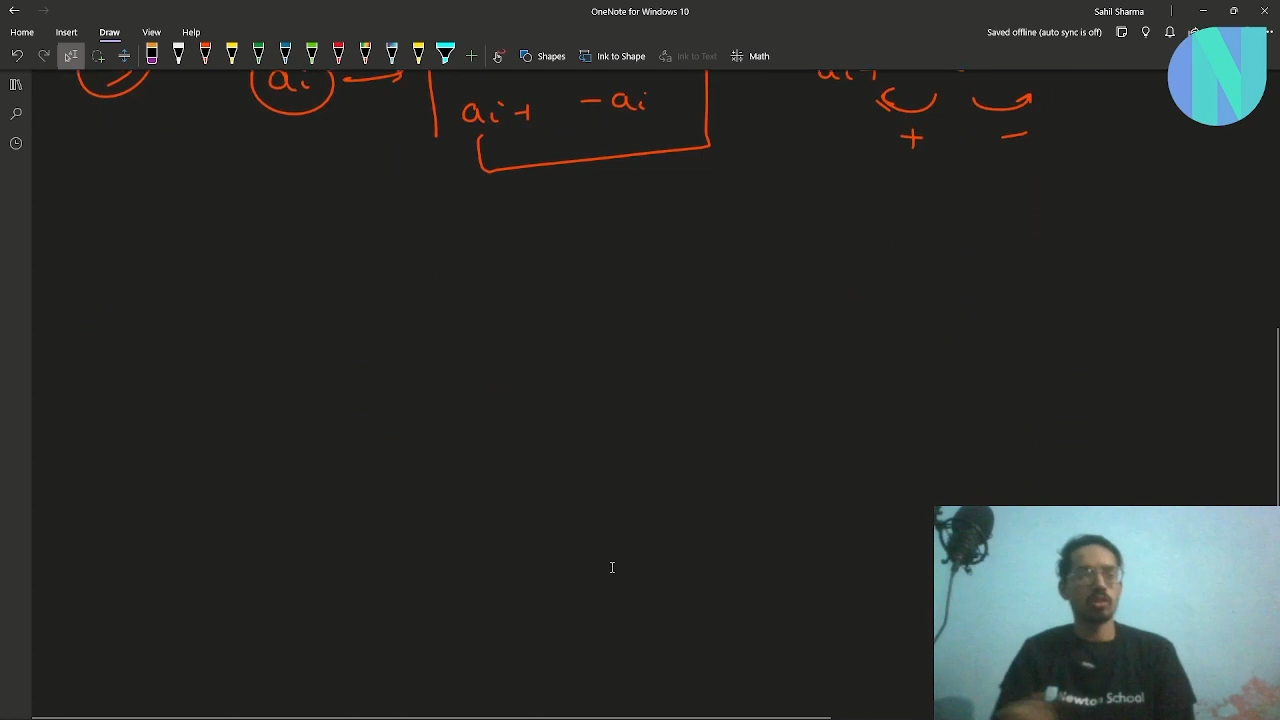 OneNote for Windows 10
Sahil Sharma
Home Insert Draw View Help
Saved offline (auto sync is off)
Shapes Ink to Shape Ink to Text Math
ai
ai+ - ai
ai+
+ -
N
Newton School